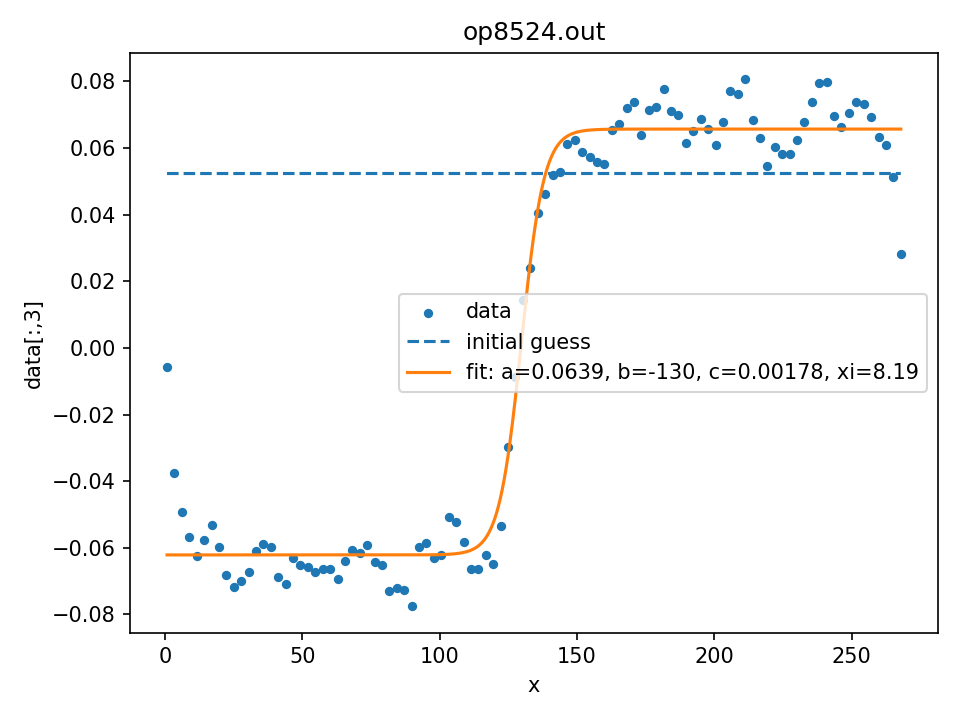 op8524.out
data[:,3]
0.08
0.06
0.04
0.02
0.00
−0.02
−0.04
−0.06
−0.08
data
initial guess
fit: a=0.0639, b=-130, c=0.00178, xi=8.19
0 50 100 150 200 250
x